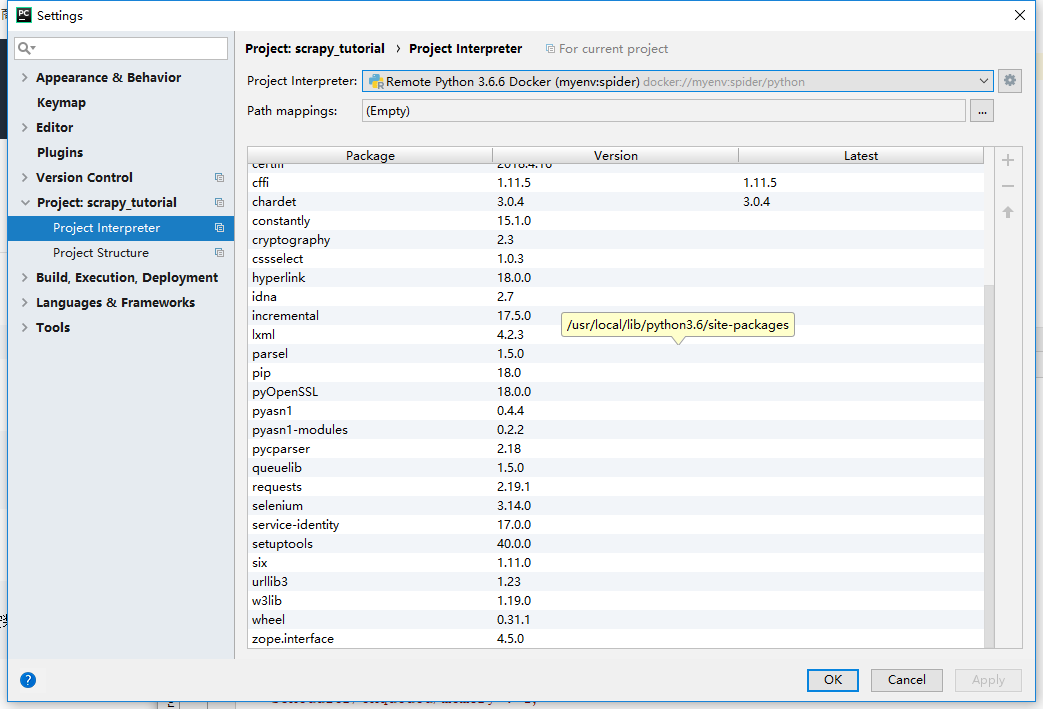 PC Settings
Appearance & Behavior
Keymap
Editor
Plugins
Version Control
Project: scrapy_tutorial
Project Interpreter
Project Structure
Build, Execution, Deployment
Languages & Frameworks
Tools
Project: scrapy_tutorial › Project Interpreter For current project
Project Interpreter: Remote Python 3.6.6 Docker (myenv:spider) docker://myenv:spider/python
Path mappings: (Empty) ...
Package Version Latest
certifi 2018.4.16
cffi 1.11.5 1.11.5
chardet 3.0.4 3.0.4
constantly 15.1.0
cryptography 2.3
cssselect 1.0.3
hyperlink 18.0.0
idna 2.7
incremental 17.5.0
/usr/local/lib/python3.6/site-packages
lxml 4.2.3
parsel 1.5.0
pip 18.0
pyOpenSSL 18.0.0
pyasn1 0.4.4
pyasn1-modules 0.2.2
pycparser 2.18
queuelib 1.5.0
requests 2.19.1
selenium 3.14.0
service-identity 17.0.0
setuptools 40.0.0
six 1.11.0
urllib3 1.23
w3lib 1.19.0
wheel 0.31.1
zope.interface 4.5.0
? OK Cancel Apply